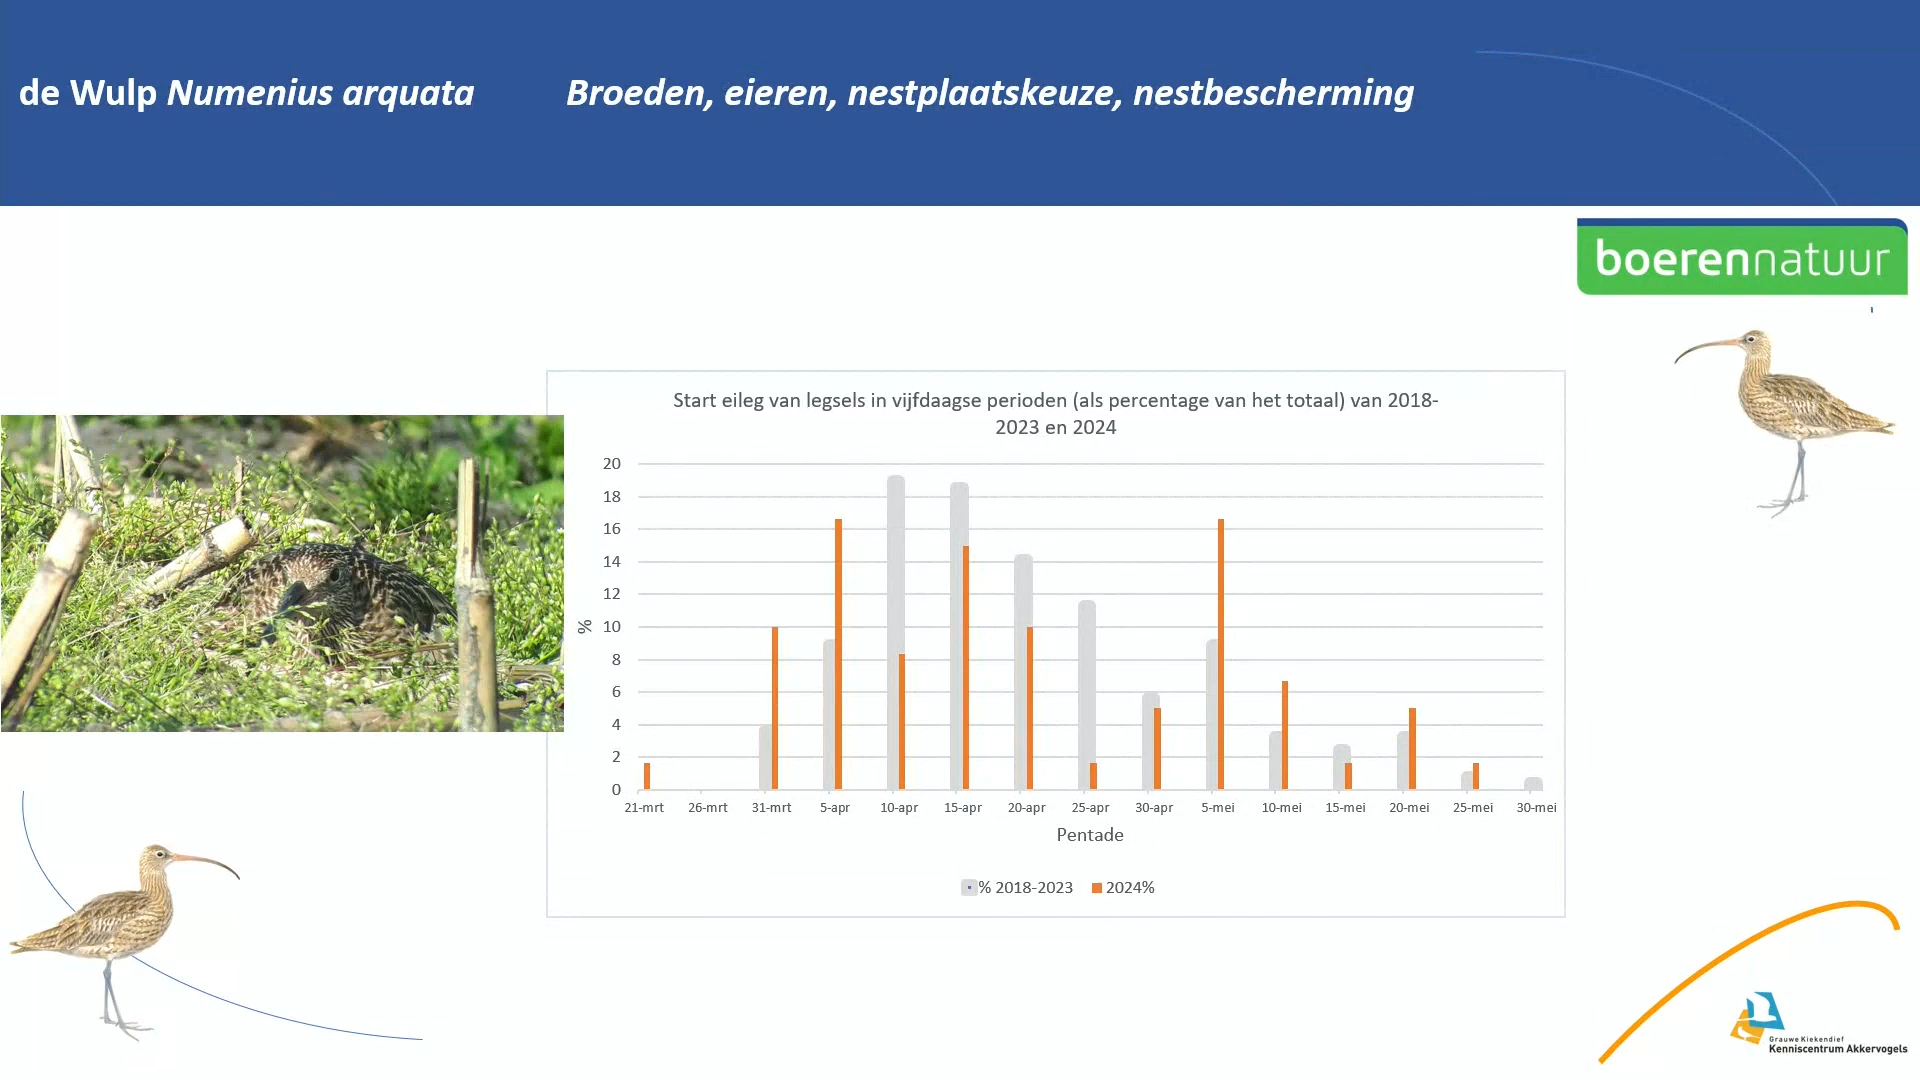 de Wulp Numenius arquata Broeden, eieren, nestplaatskeuze, nestbescherming
boerennatuur
Start eileg van legsels in vijfdaagse perioden (als percentage van het totaal) van 2018-
2023 en 2024
20
18
16
14
12
10
8
6
4
2
0
%
21-mrt 26-mrt 31-mrt 5-apr 10-apr 15-apr 20-apr 25-apr 30-apr 5-mei 10-mei 15-mei 20-mei 25-mei 30-mei
Pentade
% 2018-2023 2024%
Grauwe Kiekendief
Kenniscentrum Akkervogels